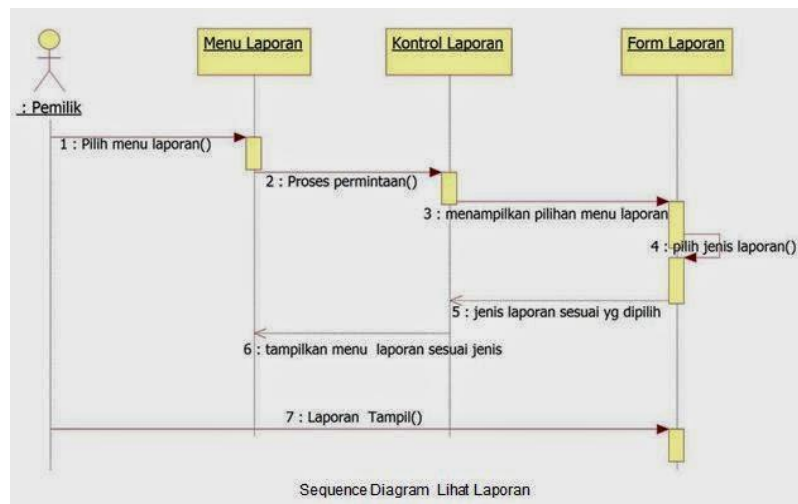 Menu Laporan
Kontrol Laporan
Form Laporan
: Pemilik
1 : Pilih menu laporan()
2 : Proses permintaan()
3 : menampilkan pilihan menu laporan
4 : pilih jenis laporan()
5 : jenis laporan sesuai yg dipilih
6 : tampilkan menu laporan sesuai jenis
7 : Laporan Tampil()
Sequence Diagram Lihat Laporan